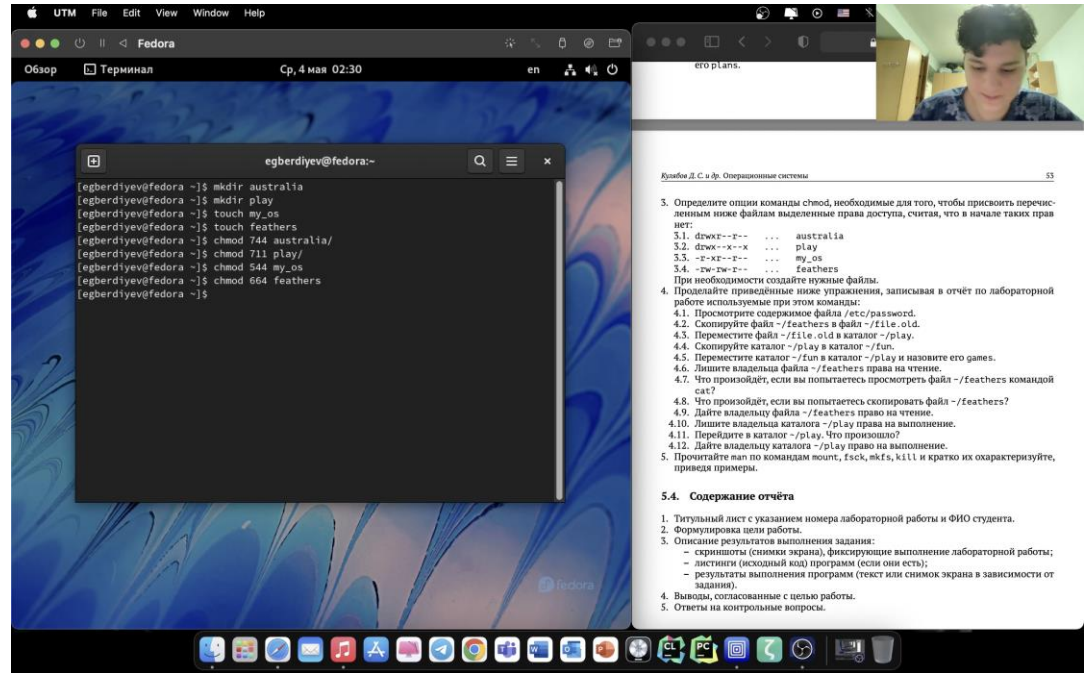 UTM File Edit View Window Help
Fedora
Обзор Терминал Ср, 4 мая 02:30 en
egberdiyev@fedora:~
[egberdiyev@fedora ~]$ mkdir australia
[egberdiyev@fedora ~]$ mkdir play
[egberdiyev@fedora ~]$ touch my_os
[egberdiyev@fedora ~]$ touch feathers
[egberdiyev@fedora ~]$ chmod 744 australia/
[egberdiyev@fedora ~]$ chmod 711 play/
[egberdiyev@fedora ~]$ chmod 544 my_os
[egberdiyev@fedora ~]$ chmod 664 feathers
[egberdiyev@fedora ~]$
fedora
его plans.
Кулябов Д. С. и др. Операционные системы 53
3. Определите опции команды chmod, необходимые для того, чтобы присвоить перечис-
ленным ниже файлам выделенные права доступа, считая, что в начале таких прав
нет:
3.1. drwxr--r-- ... australia
3.2. drwx--x--x ... play
3.3. -r-xr--r-- ... my_os
3.4. -rw-rw-r-- ... feathers
При необходимости создайте нужные файлы.
4. Проделайте приведённые ниже упражнения, записывая в отчёт по лабораторной
работе используемые при этом команды:
4.1. Просмотрите содержимое файла /etc/password.
4.2. Скопируйте файл ~/feathers в файл ~/file.old.
4.3. Переместите файл ~/file.old в каталог ~/play.
4.4. Скопируйте каталог ~/play в каталог ~/fun.
4.5. Переместите каталог ~/fun в каталог ~/play и назовите его games.
4.6. Лишите владельца файла ~/feathers права на чтение.
4.7. Что произойдёт, если вы попытаетесь просмотреть файл ~/feathers командой
cat?
4.8. Что произойдёт, если вы попытаетесь скопировать файл ~/feathers?
4.9. Дайте владельцу файла ~/feathers право на чтение.
4.10. Лишите владельца каталога ~/play права на выполнение.
4.11. Перейдите в каталог ~/play. Что произошло?
4.12. Дайте владельцу каталога ~/play право на выполнение.
5. Прочитайте man по командам mount, fsck, mkfs, kill и кратко их охарактеризуйте,
приведя примеры.
5.4. Содержание отчёта
1. Титульный лист с указанием номера лабораторной работы и ФИО студента.
2. Формулировка цели работы.
3. Описание результатов выполнения задания:
– скриншоты (снимки экрана), фиксирующие выполнение лабораторной работы;
– листинги (исходный код) программ (если они есть);
– результаты выполнения программ (текст или снимок экрана в зависимости от
задания).
4. Выводы, согласованные с целью работы.
5. Ответы на контрольные вопросы.
CL PC